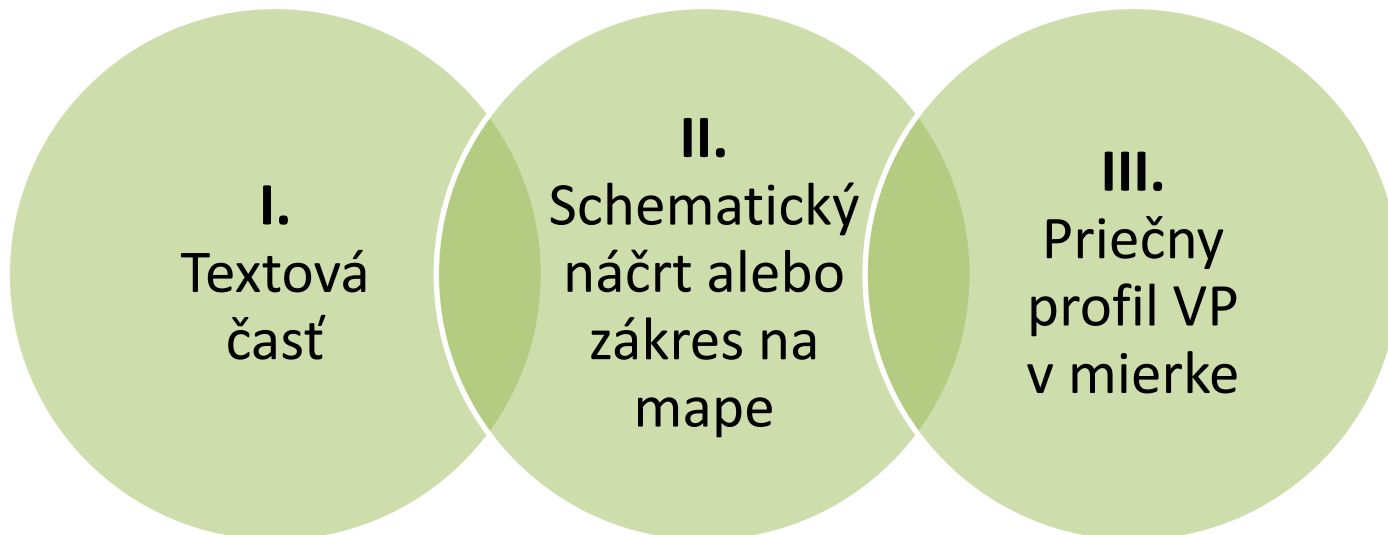 I.
Textová
časť
II.
Schematický
náčrt alebo
zákres na
mape
III.
Priečny
profil VP
v mierke